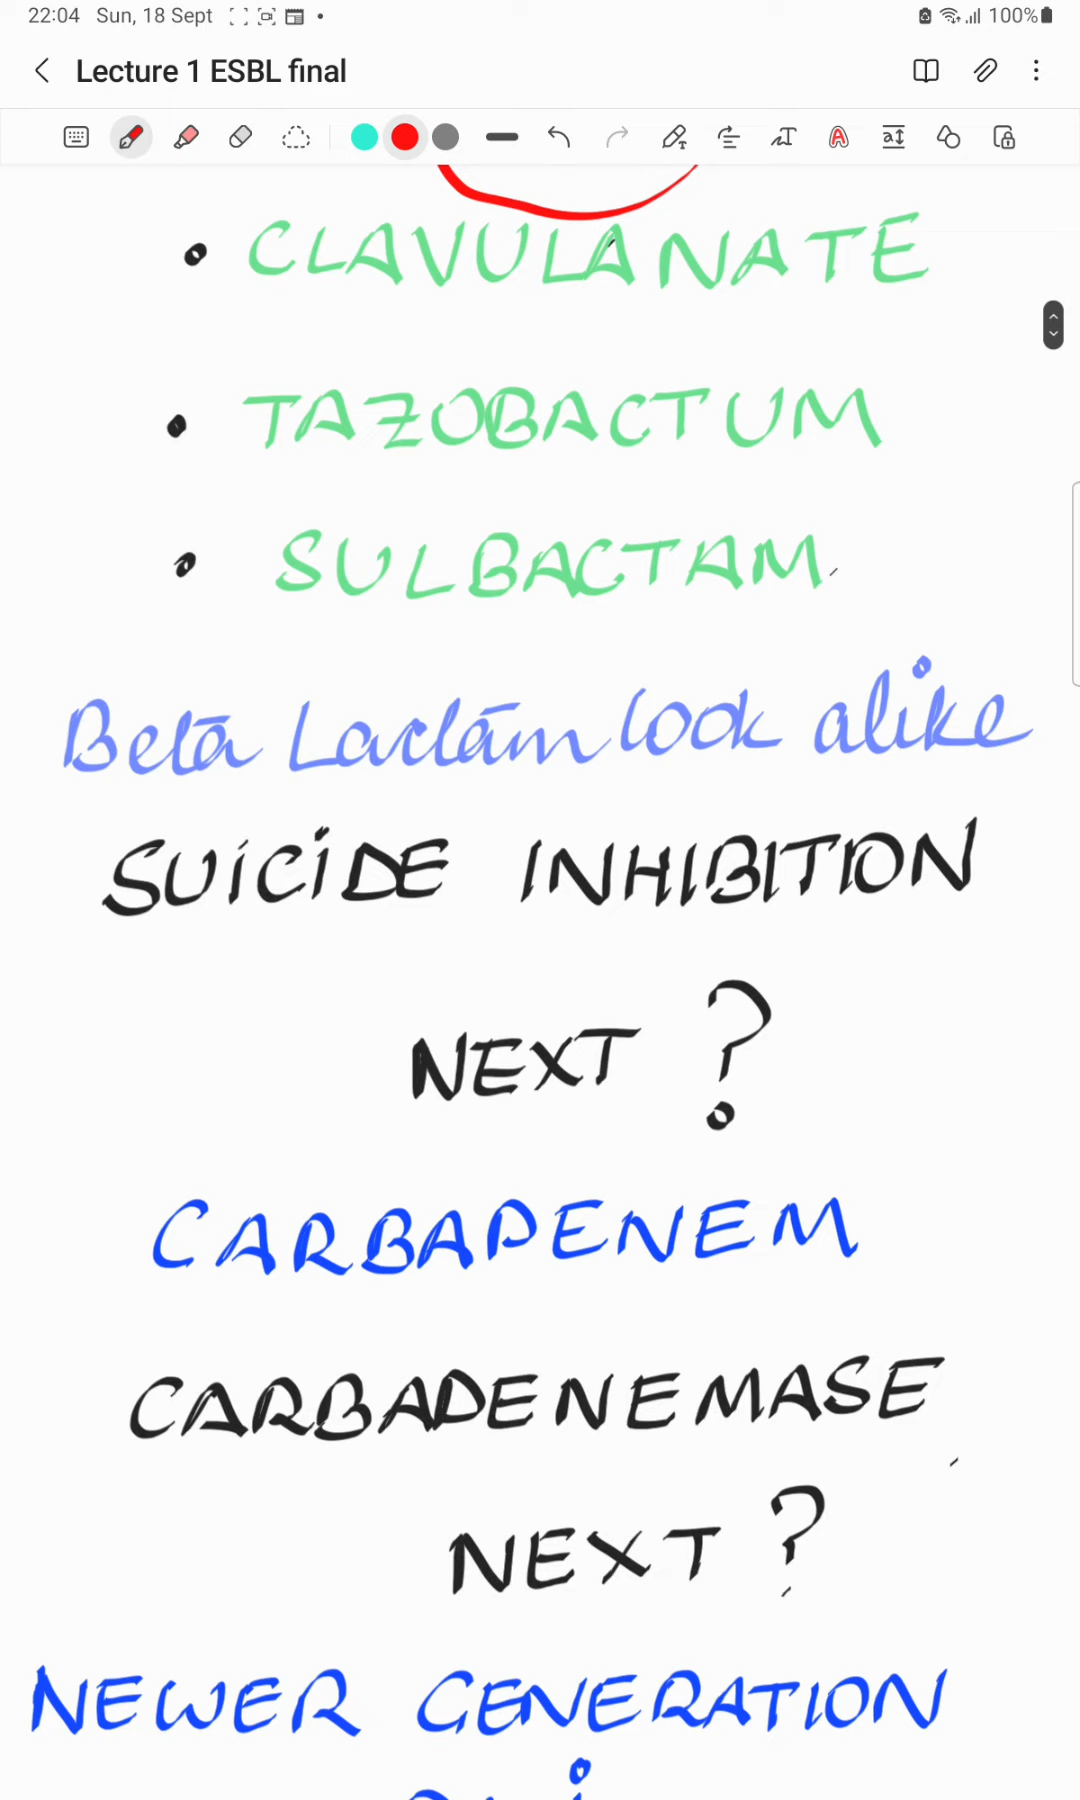 22:04 Sun, 18 Sept 100%
Lecture 1 ESBL final
• CLAVULANATE
• TAZOBACTUM
• SULBACTAM
Beta Lactam look alike
SUICIDE INHIBITION
NEXT ?
CARBAPENEM
CARBADENEMASE
NEXT ?
NEWER GENERATION